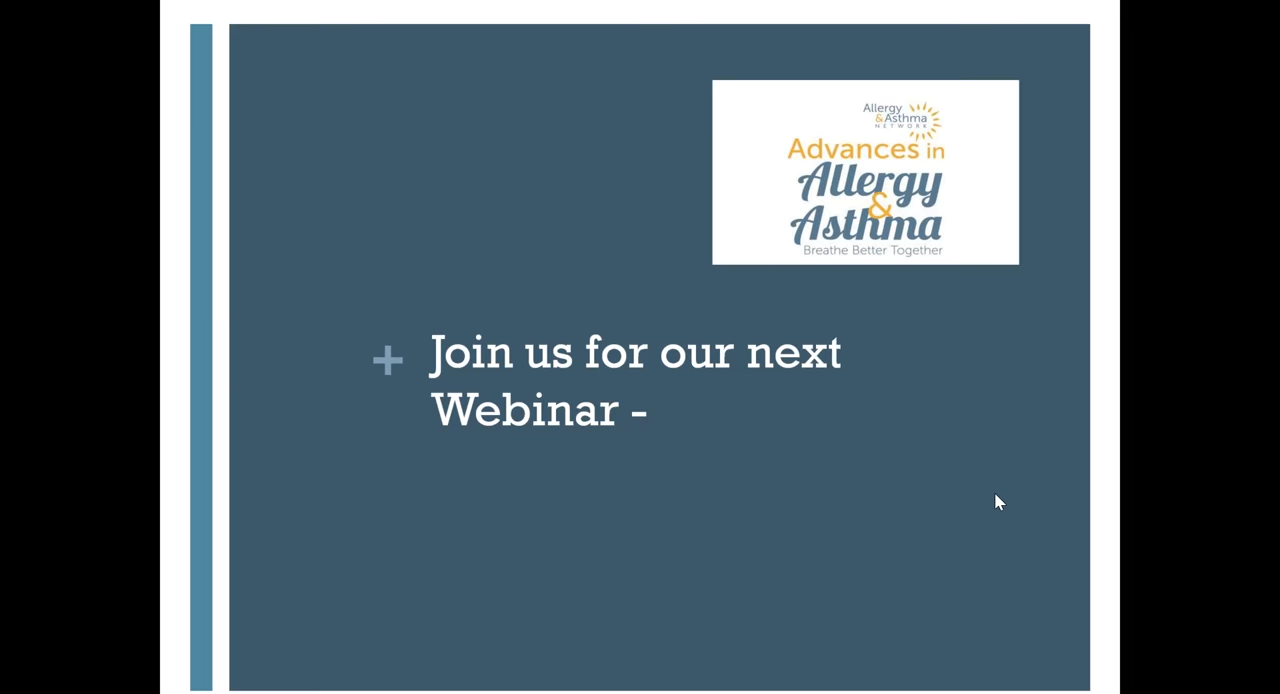 Allergy
&Asthma
NETWORK
Advances in
Allergy
&
Asthma
Breathe Better Together
+ Join us for our next
Webinar -